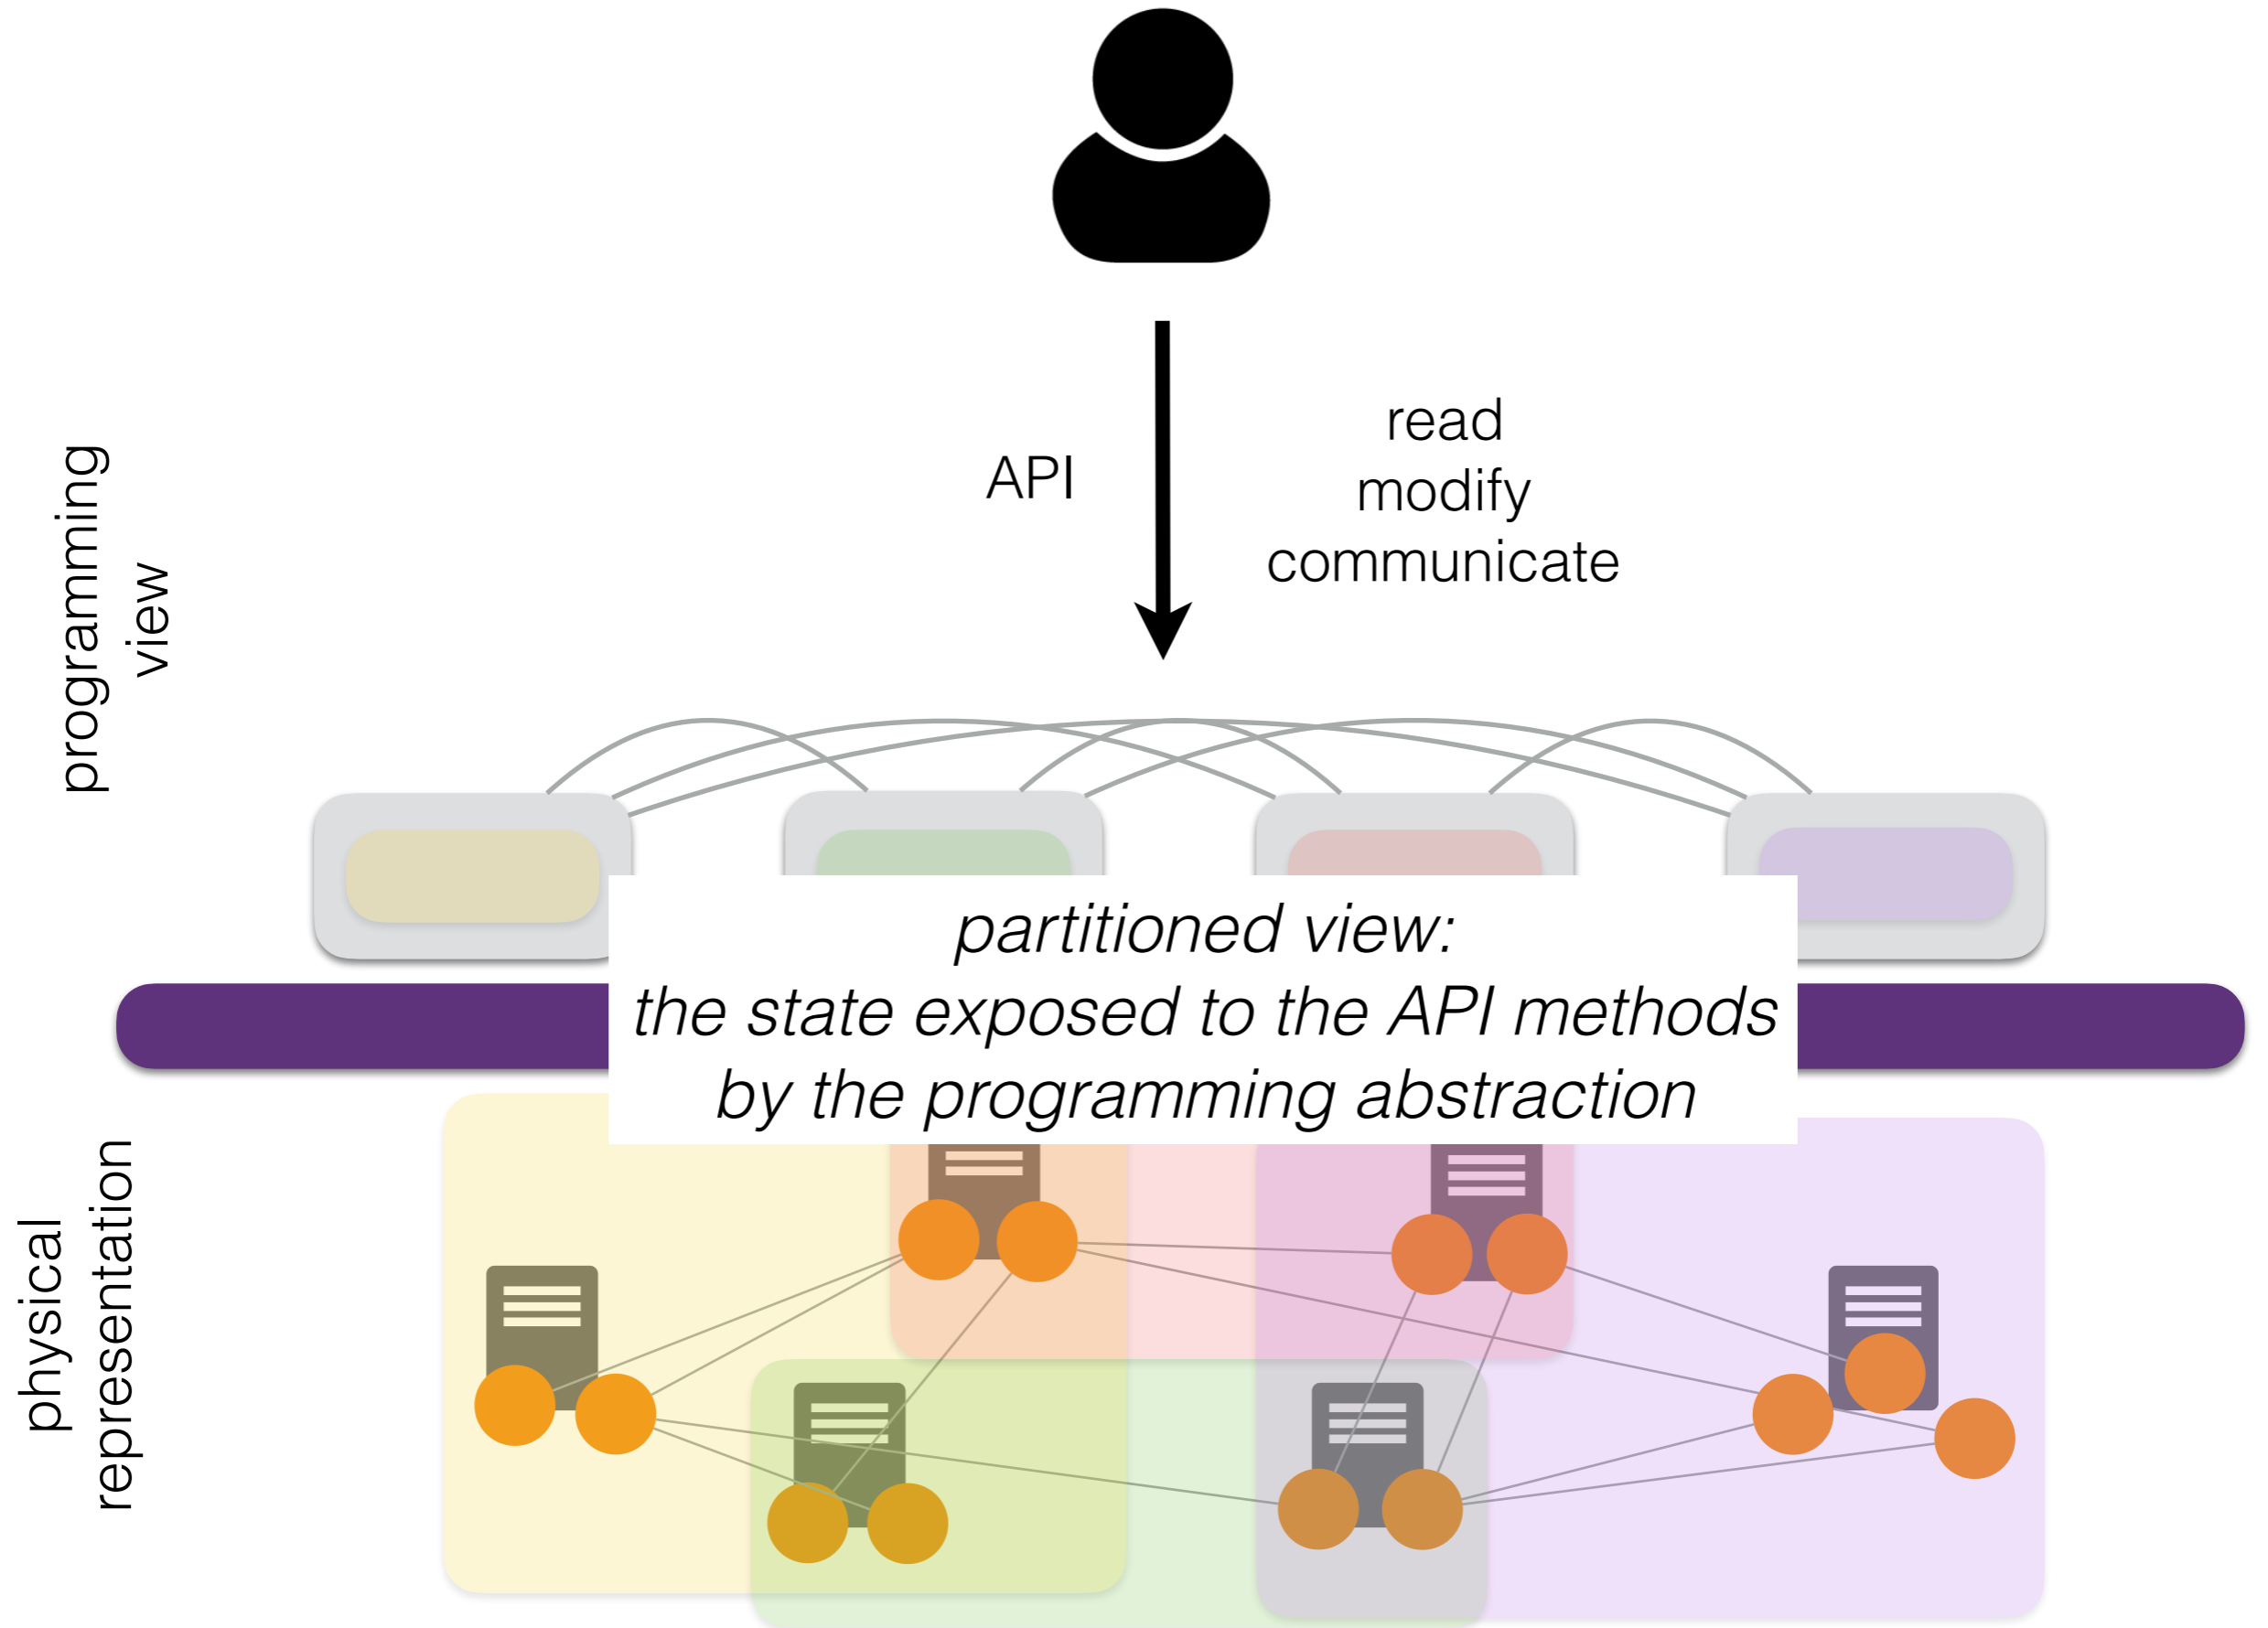 API
read
modify
communicate
programming
view
partitioned view:
the state exposed to the API methods
by the programming abstraction
physical
representation